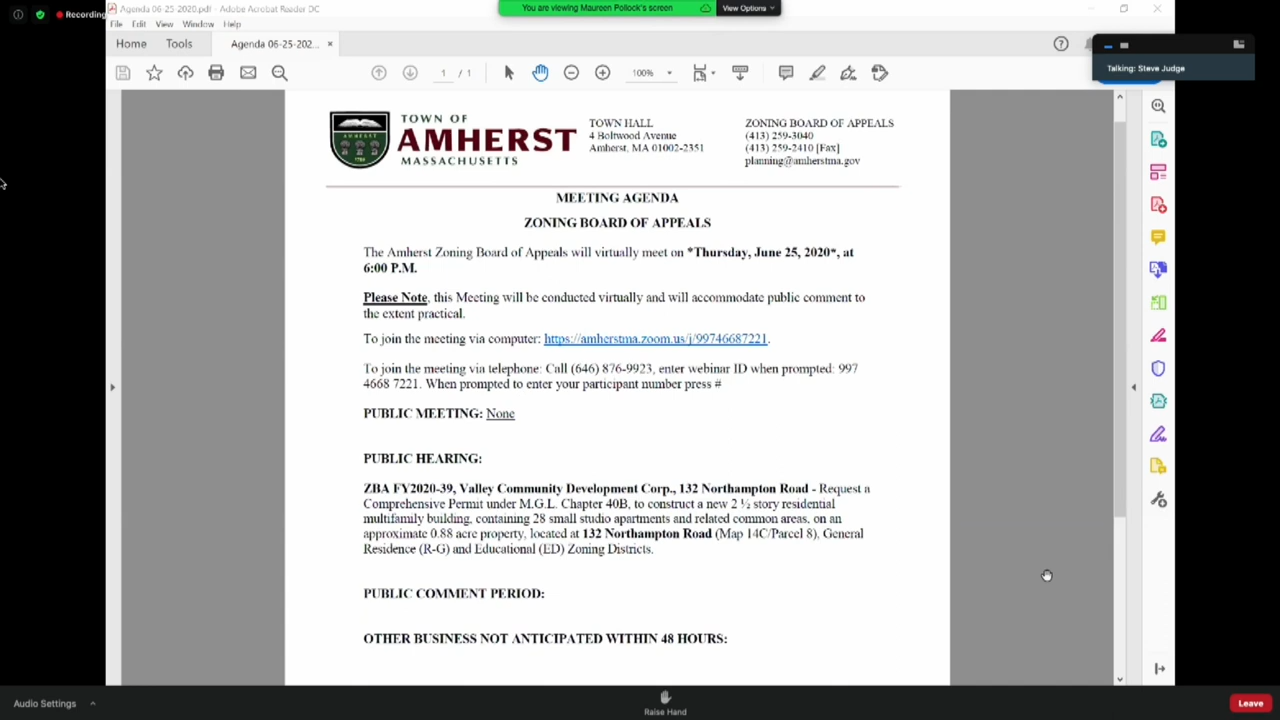 Recording
Agenda 06-25-2020.pdf - Adobe Acrobat Reader DC
You are viewing Maureen Pollock's screen
View Options
File Edit View Window Help
Home Tools Agenda 06-25-202... ×
1 / 1
100%
Talking: Steve Judge
TOWN OF
AMHERST
MASSACHUSETTS
TOWN HALL
4 Boltwood Avenue
Amherst, MA 01002-2351
ZONING BOARD OF APPEALS
(413) 259-3040
(413) 259-2410 [Fax]
planning@amherstma.gov
MEETING AGENDA
ZONING BOARD OF APPEALS
The Amherst Zoning Board of Appeals will virtually meet on *Thursday, June 25, 2020*, at
6:00 P.M.
Please Note, this Meeting will be conducted virtually and will accommodate public comment to
the extent practical.
To join the meeting via computer: https://amherstma.zoom.us/j/99746687221.
To join the meeting via telephone: Call (646) 876-9923, enter webinar ID when prompted: 997
4668 7221. When prompted to enter your participant number press #
PUBLIC MEETING: None
PUBLIC HEARING:
ZBA FY2020-39, Valley Community Development Corp., 132 Northampton Road - Request a
Comprehensive Permit under M.G.L. Chapter 40B, to construct a new 2 ½ story residential
multifamily building, containing 28 small studio apartments and related common areas, on an
approximate 0.88 acre property, located at 132 Northampton Road (Map 14C/Parcel 8), General
Residence (R-G) and Educational (ED) Zoning Districts.
PUBLIC COMMENT PERIOD:
OTHER BUSINESS NOT ANTICIPATED WITHIN 48 HOURS:
Audio Settings
Raise Hand
Leave